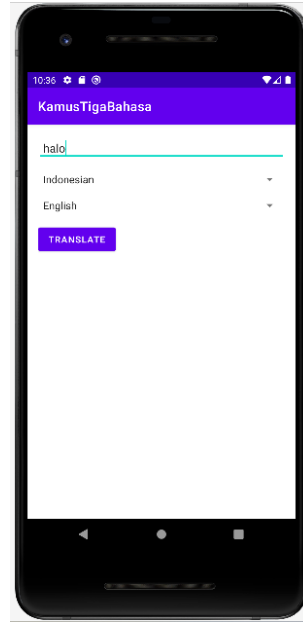 10:36
KamusTigaBahasa
halo
Indonesian
English
TRANSLATE